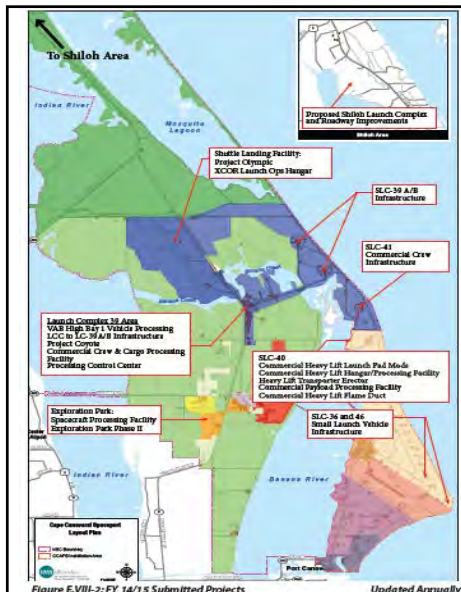 To Shiloh Area
Indian River
Mosquito
Lagoon
Proposed Shiloh Launch Complex
and Roadway Improvements
Shiloh Area
Shuttle Landing Facility:
Project Olympic
XCOR Launch Ops Hangar
SLC-39 A/B
Infrastructure
SLC-41
Commercial Crew
Infrastructure
Launch Complex 39 Area
VAB High Bay 1 Vehicle Processing
LCC to LC-39A/B Infrastructure
Project Coyote
Commercial Crew & Cargo Processing
Facility
Processing Control Center
SLC-40
Commercial Heavy Lift Launch Pad Mods
Commercial Heavy Lift Hangar/Processing Facility
Heavy Lift Transporter Erector
Commercial Payload Processing Facility
Commercial Heavy Lift Flame Duct
Exploration Park:
Spacecraft Processing Facility
Exploration Park Phase II
SLC-36 and 46
Small Launch Vehicle
Infrastructure
Indian River
Banana River
Port Canaveral
Cape Canaveral Spaceport
Layout Plan
KSC Boundary
Figure F.VIII-2: FY 14/15 Submitted Projects
Updated Annually